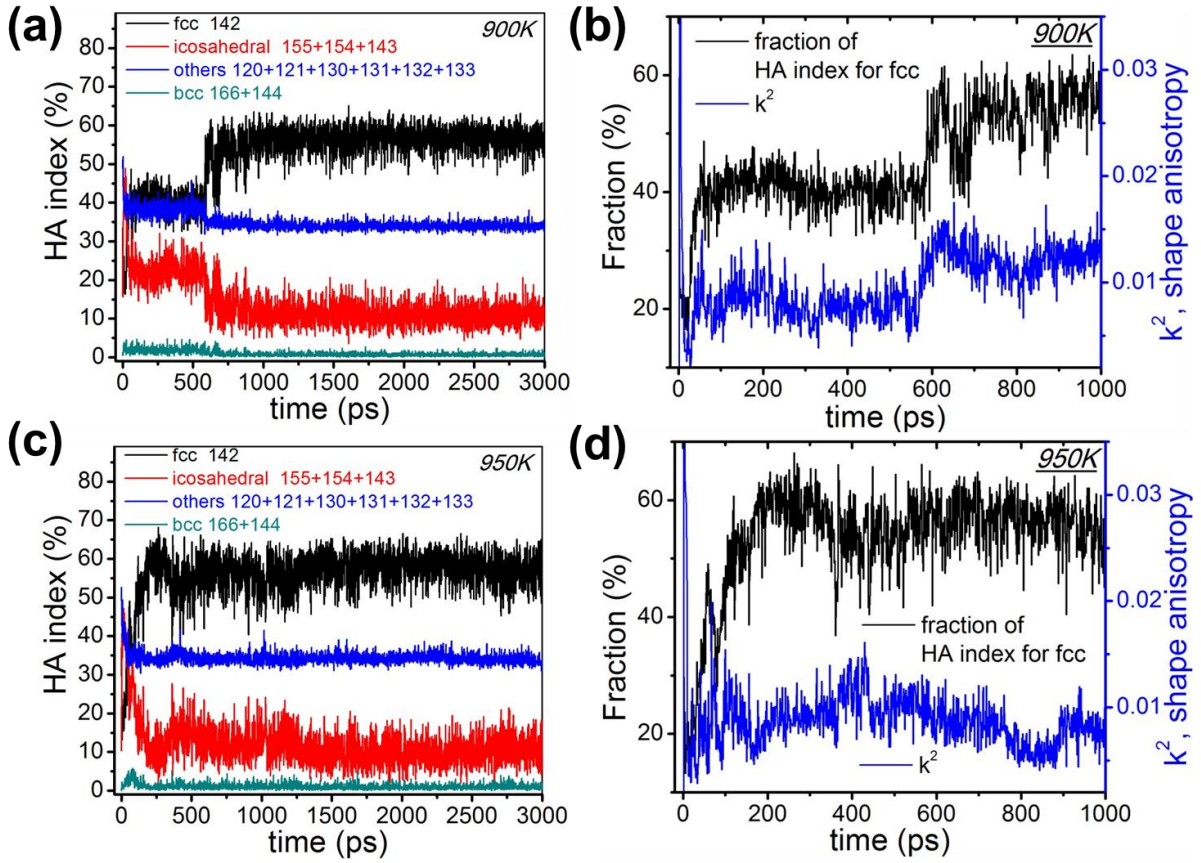 (a)
fcc 142
900K
icosahedral 155+154+143
others 120+121+130+131+132+133
bcc 166+144
HA index (%)
80
70
60
50
40
30
20
10
0
0 500 1000 1500 2000 2500 3000
time (ps)
(b)
900K
fraction of
HA index for fcc
k²
Fraction (%)
60
40
20
k², shape anisotropy
0.03
0.02
0.01
0 200 400 600 800 1000
time (ps)
(c)
fcc 142
950K
icosahedral 155+154+143
others 120+121+130+131+132+133
bcc 166+144
HA index (%)
80
70
60
50
40
30
20
10
0
0 500 1000 1500 2000 2500 3000
time (ps)
(d)
950K
Fraction (%)
60
40
20
fraction of
HA index for fcc
k²
k², shape anisotropy
0.03
0.02
0.01
0 200 400 600 800 1000
time (ps)